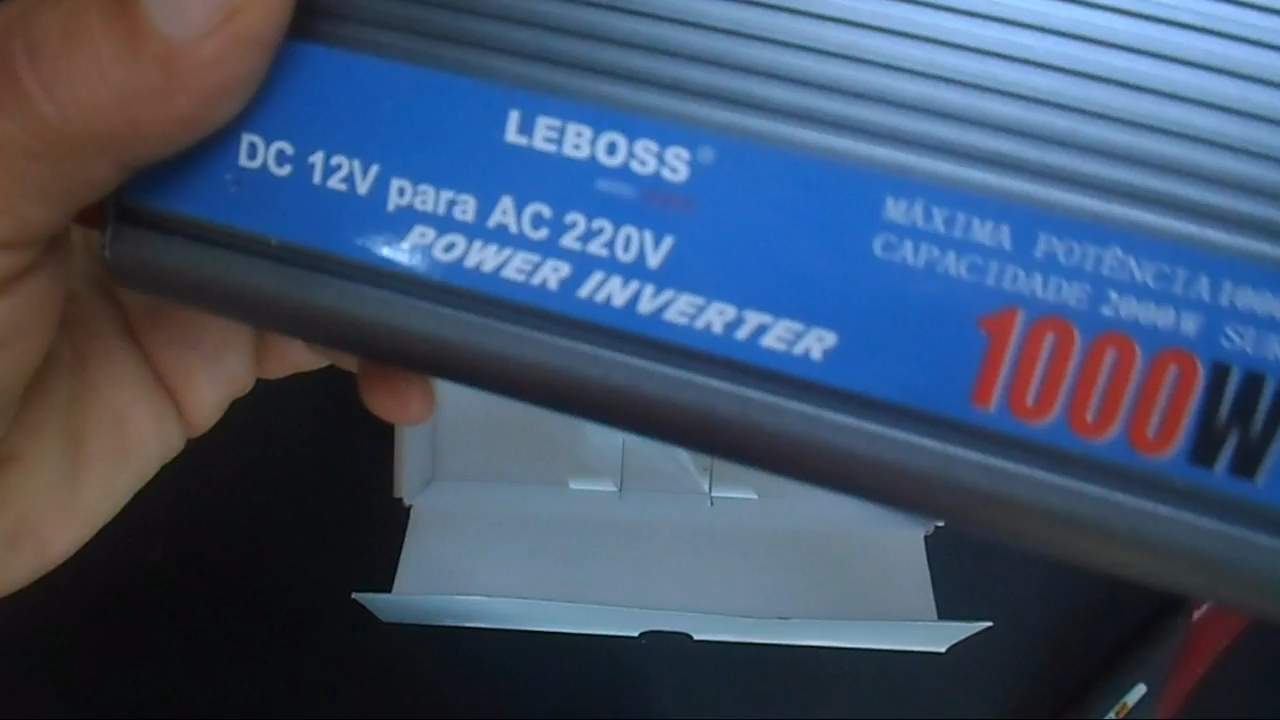 LEBOSS
DC 12V para AC 220V
POWER INVERTER
MÁXIMA POTÊNCIA
CAPACIDADE 2000W
1000W